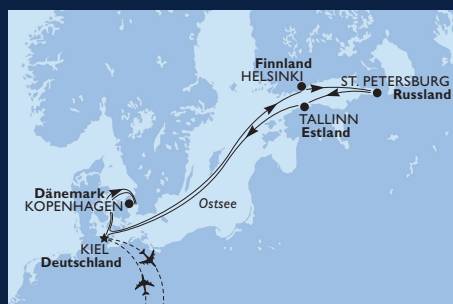 Finnland
HELSINKI
ST. PETERSBURG
Russland
TALLINN
Estland
Dänemark
KOPENHAGEN
Ostsee
KIEL
Deutschland